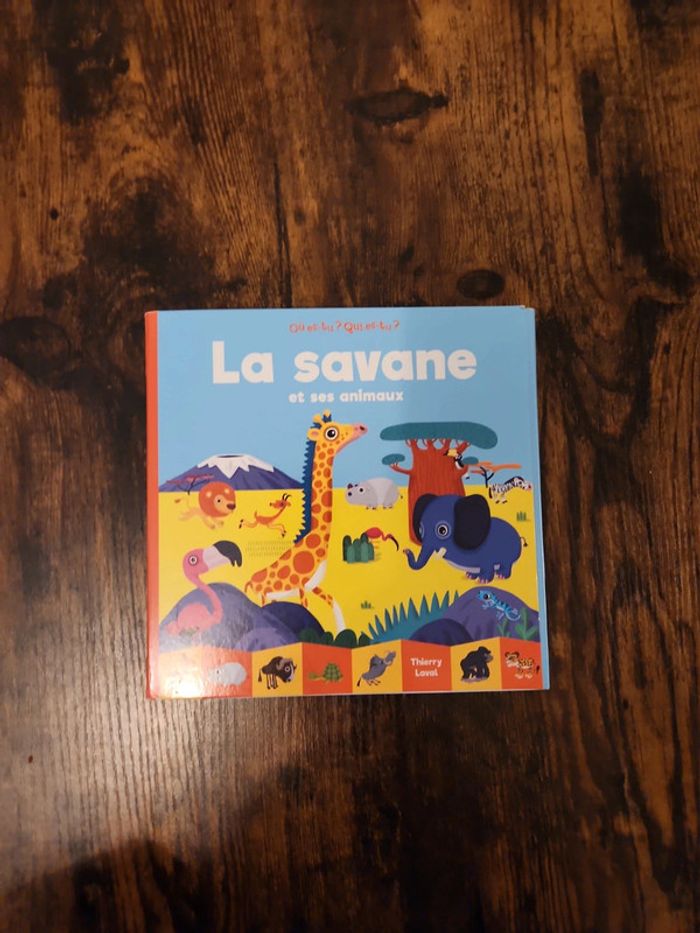 Où es-tu? Qui es-tu?
La savane
et ses animaux
Thierry
Laval